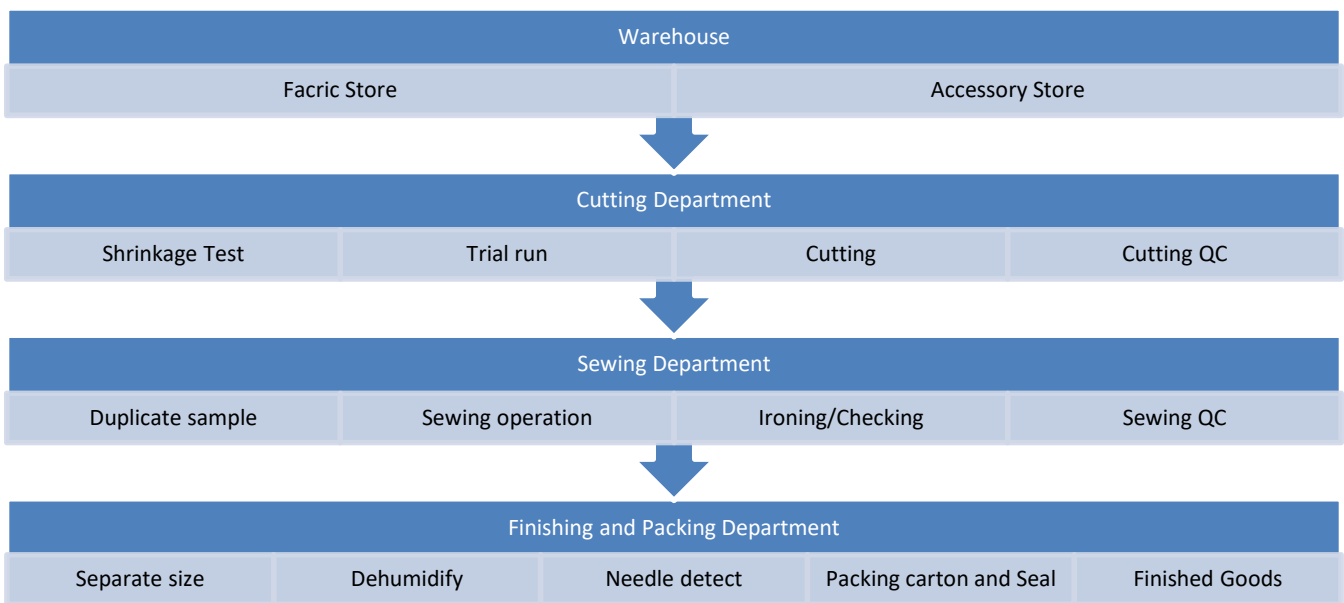 Warehouse
Facric Store Accessory Store
Cutting Department
Shrinkage Test Trial run Cutting Cutting QC
Sewing Department
Duplicate sample Sewing operation Ironing/Checking Sewing QC
Finishing and Packing Department
Separate size Dehumidify Needle detect Packing carton and Seal Finished Goods